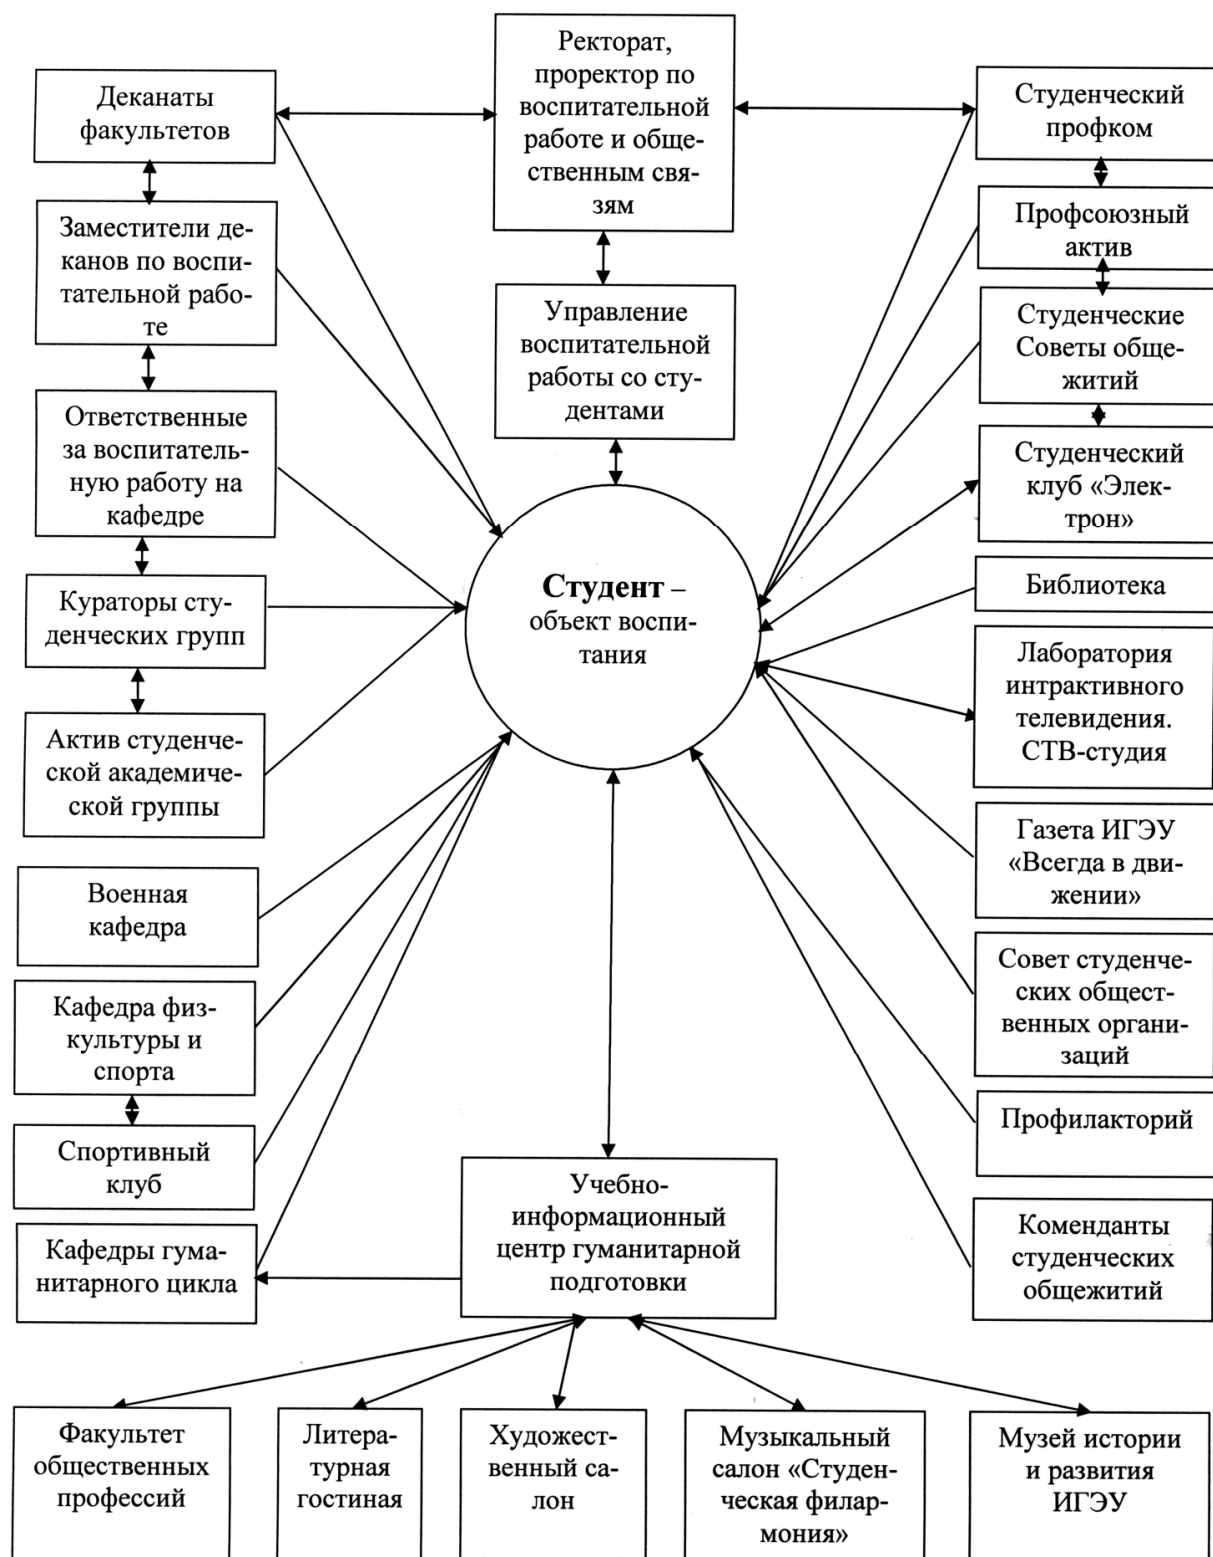 Ректорат,
проректор по
воспитательной
работе и обще-
ственным свя-
зям
Деканаты
факультетов
Студенческий
профком
Заместители де-
канов по воспи-
тательной рабо-
те
Профсоюзный
актив
Управление
воспитательной
работы со сту-
дентами
Студенческие
Советы обще-
житий
Ответственные
за воспитатель-
ную работу на
кафедре
Студенческий
клуб «Элек-
трон»
Студент –
объект воспи-
тания
Кураторы сту-
денческих групп
Библиотека
Лаборатория
интрактивного
телевидения.
СТВ-студия
Актив студенче-
ской академиче-
ской группы
Газета ИГЭУ
«Всегда в дви-
жении»
Военная
кафедра
Совет студенче-
ских общест-
венных органи-
заций
Кафедра физ-
культуры и
спорта
Профилакторий
Спортивный
клуб
Учебно-
информационный
центр гуманитарной
подготовки
Коменданты
студенческих
общежитий
Кафедры гума-
нитарного цикла
Факультет
общественных
профессий
Литера-
турная
гостиная
Художест-
венный са-
лон
Музыкальный
салон «Студен-
ческая филар-
мония»
Музей истории
и развития
ИГЭУ